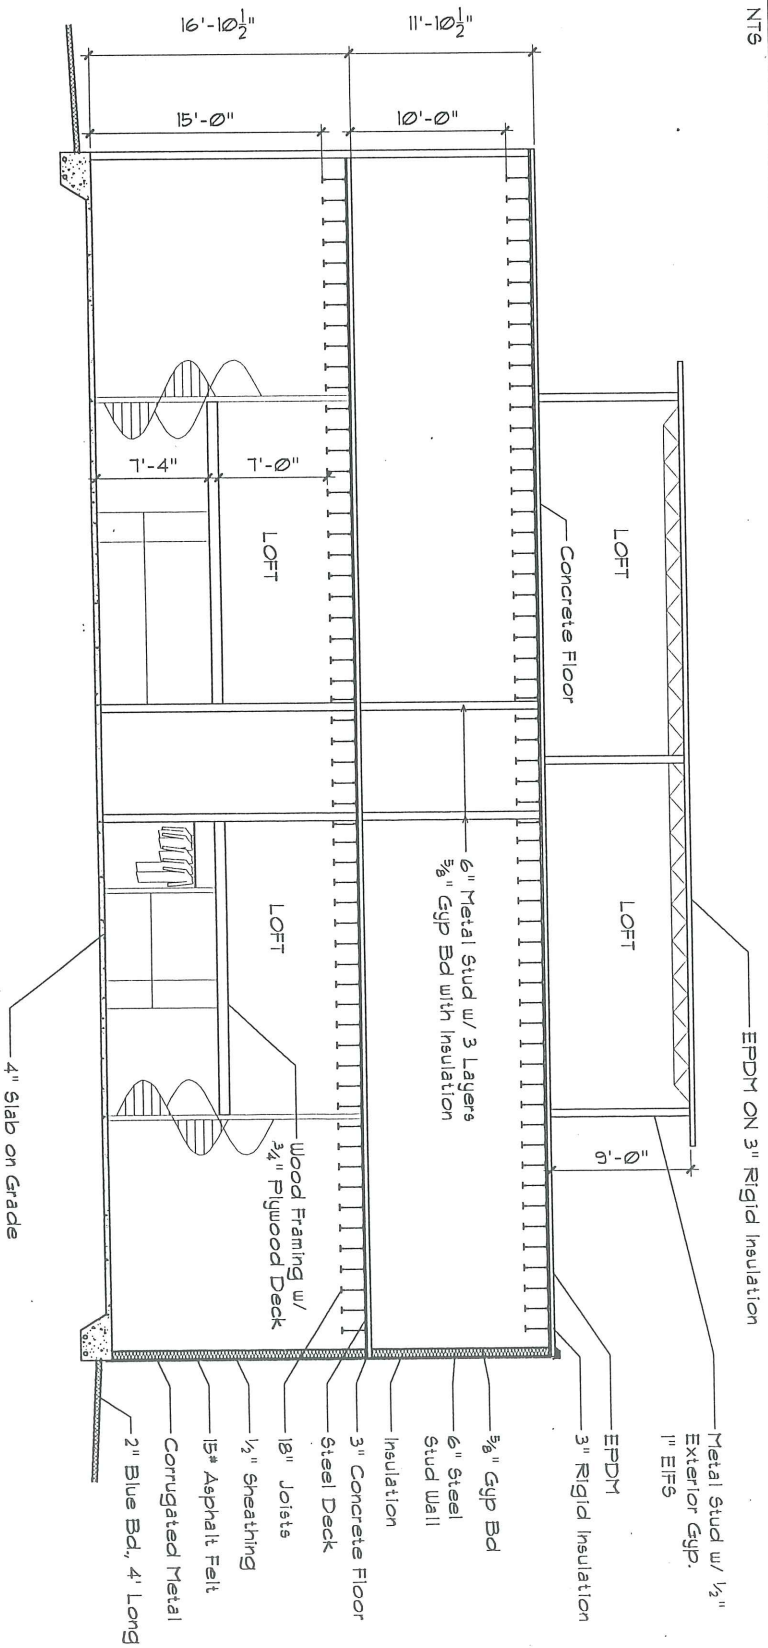 NTS
EPDM ON 3" Rigid Insulation
Metal Stud w/ ½"
Exterior Gyp.
1" EIFS
9'-0"
LOFT
LOFT
Concrete Floor
EPDM
3" Rigid Insulation
11'-10½"
10'-0"
6" Metal Stud w/ 3 Layers
⅝" Gyp Bd with Insulation
⅝" Gyp Bd
6" Steel
Stud Wall
Insulation
3" Concrete Floor
Steel Deck
18" Joists
½" Sheathing
15# Asphalt Felt
Corrugated Metal
2" Blue Bd., 4' Long
16'-10½"
15'-0"
7'-0"
7'-4"
LOFT
LOFT
Wood Framing w/
¾" Plywood Deck
4" Slab on Grade